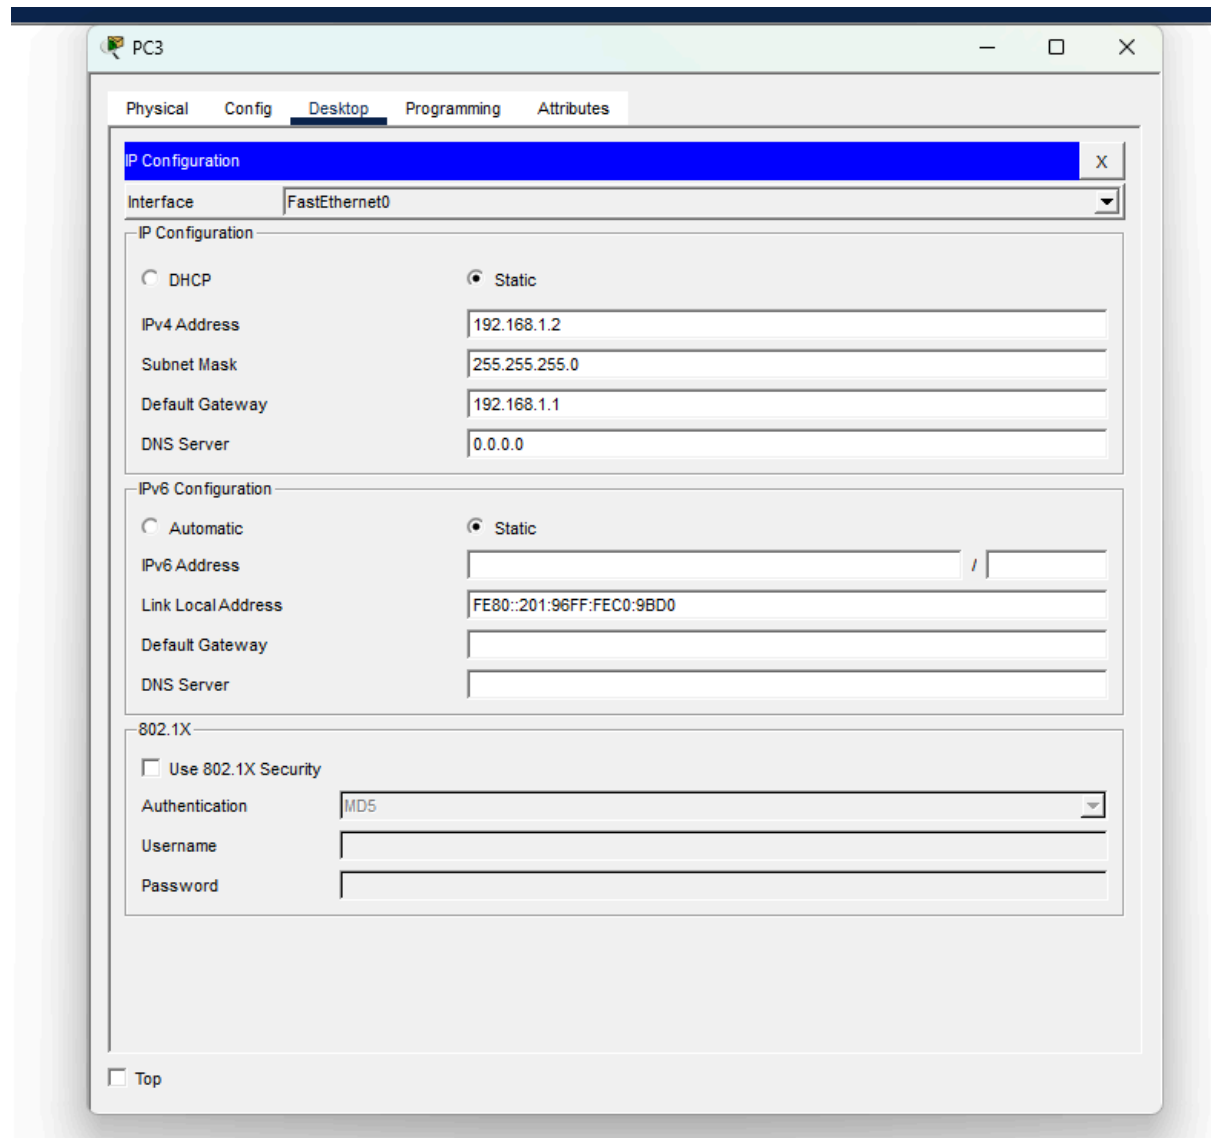 PC3
Physical Config Desktop Programming Attributes
IP Configuration X
Interface FastEthernet0
IP Configuration
DHCP Static
IPv4 Address 192.168.1.2
Subnet Mask 255.255.255.0
Default Gateway 192.168.1.1
DNS Server 0.0.0.0
IPv6 Configuration
Automatic Static
IPv6 Address /
Link Local Address FE80::201:96FF:FEC0:9BD0
Default Gateway
DNS Server
802.1X
Use 802.1X Security
Authentication MD5
Username
Password
Top